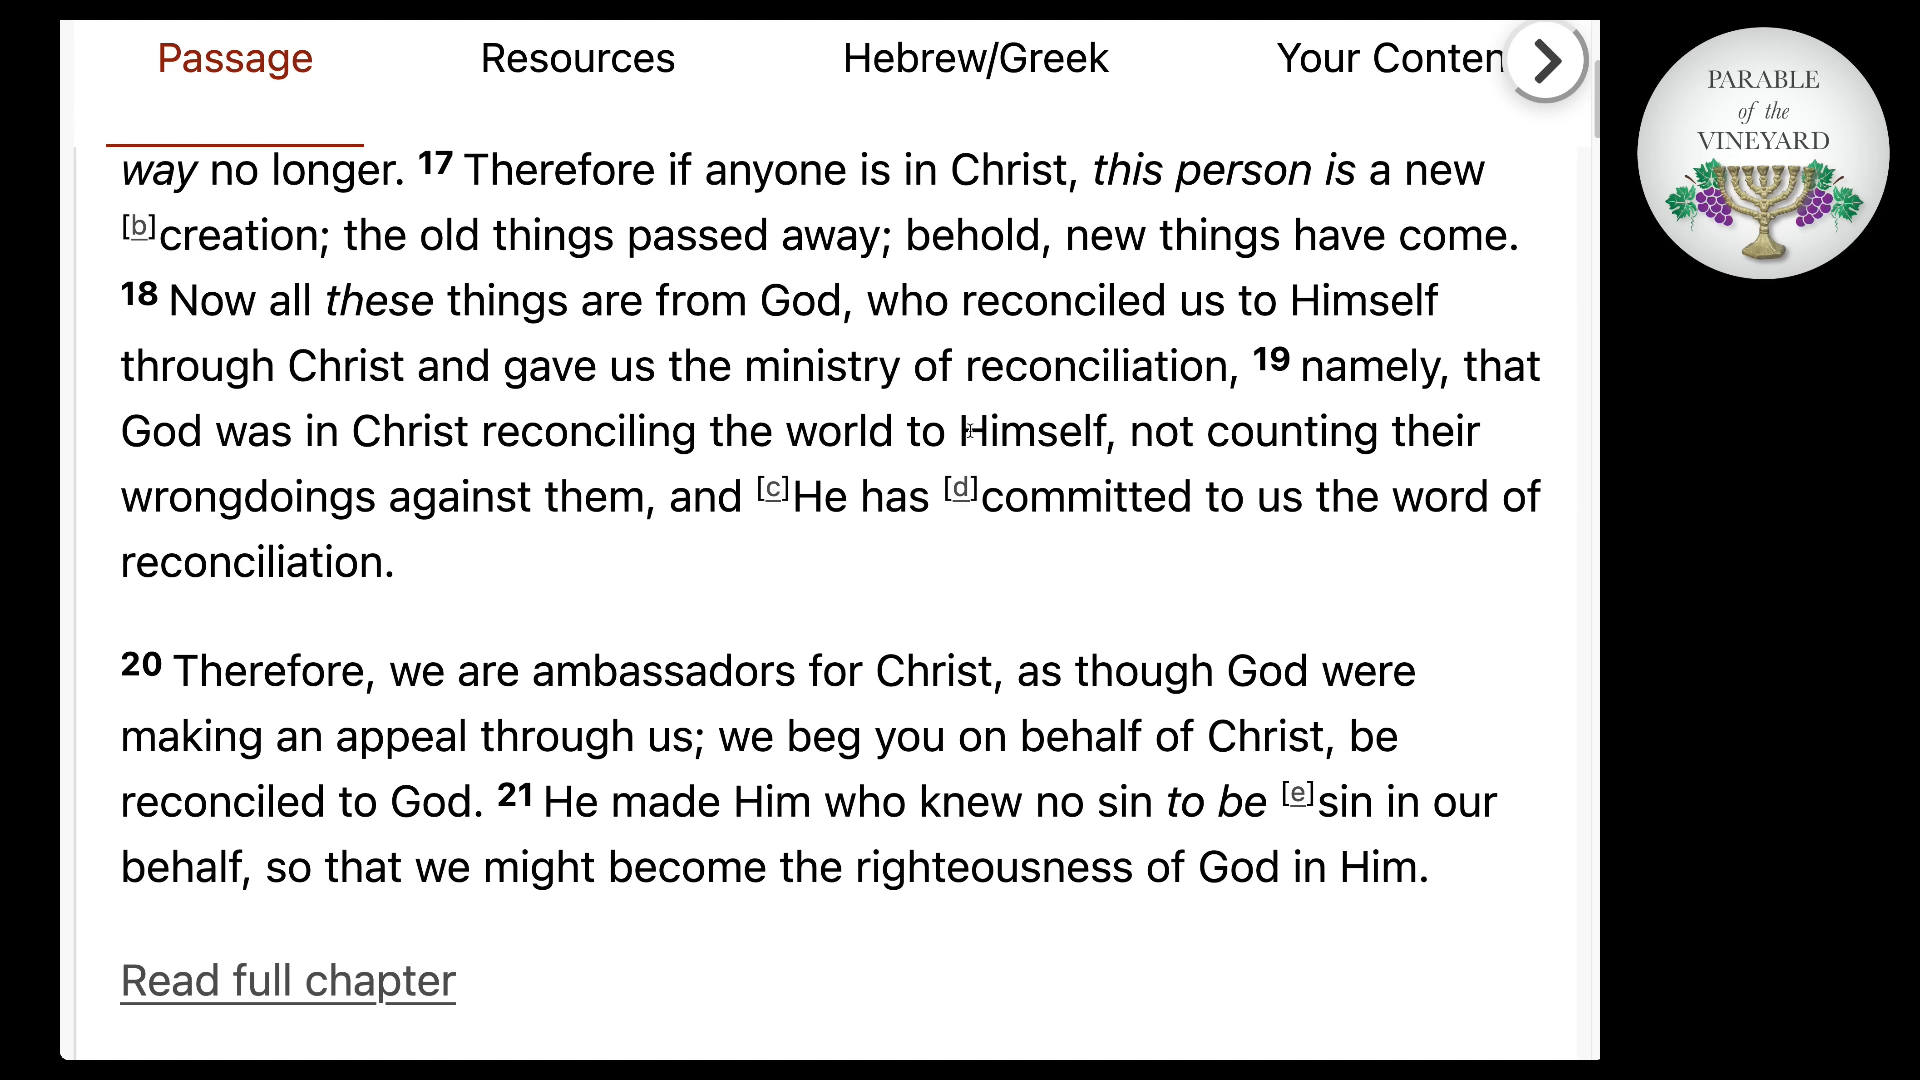 Passage Resources Hebrew/Greek Your Conten
PARABLE
of the
VINEYARD
way no longer. 17 Therefore if anyone is in Christ, this person is a new
[b]creation; the old things passed away; behold, new things have come.
18 Now all these things are from God, who reconciled us to Himself
through Christ and gave us the ministry of reconciliation, 19 namely, that
God was in Christ reconciling the world to Himself, not counting their
wrongdoings against them, and [c]He has [d]committed to us the word of
reconciliation.
20 Therefore, we are ambassadors for Christ, as though God were
making an appeal through us; we beg you on behalf of Christ, be
reconciled to God. 21 He made Him who knew no sin to be [e]sin in our
behalf, so that we might become the righteousness of God in Him.
Read full chapter